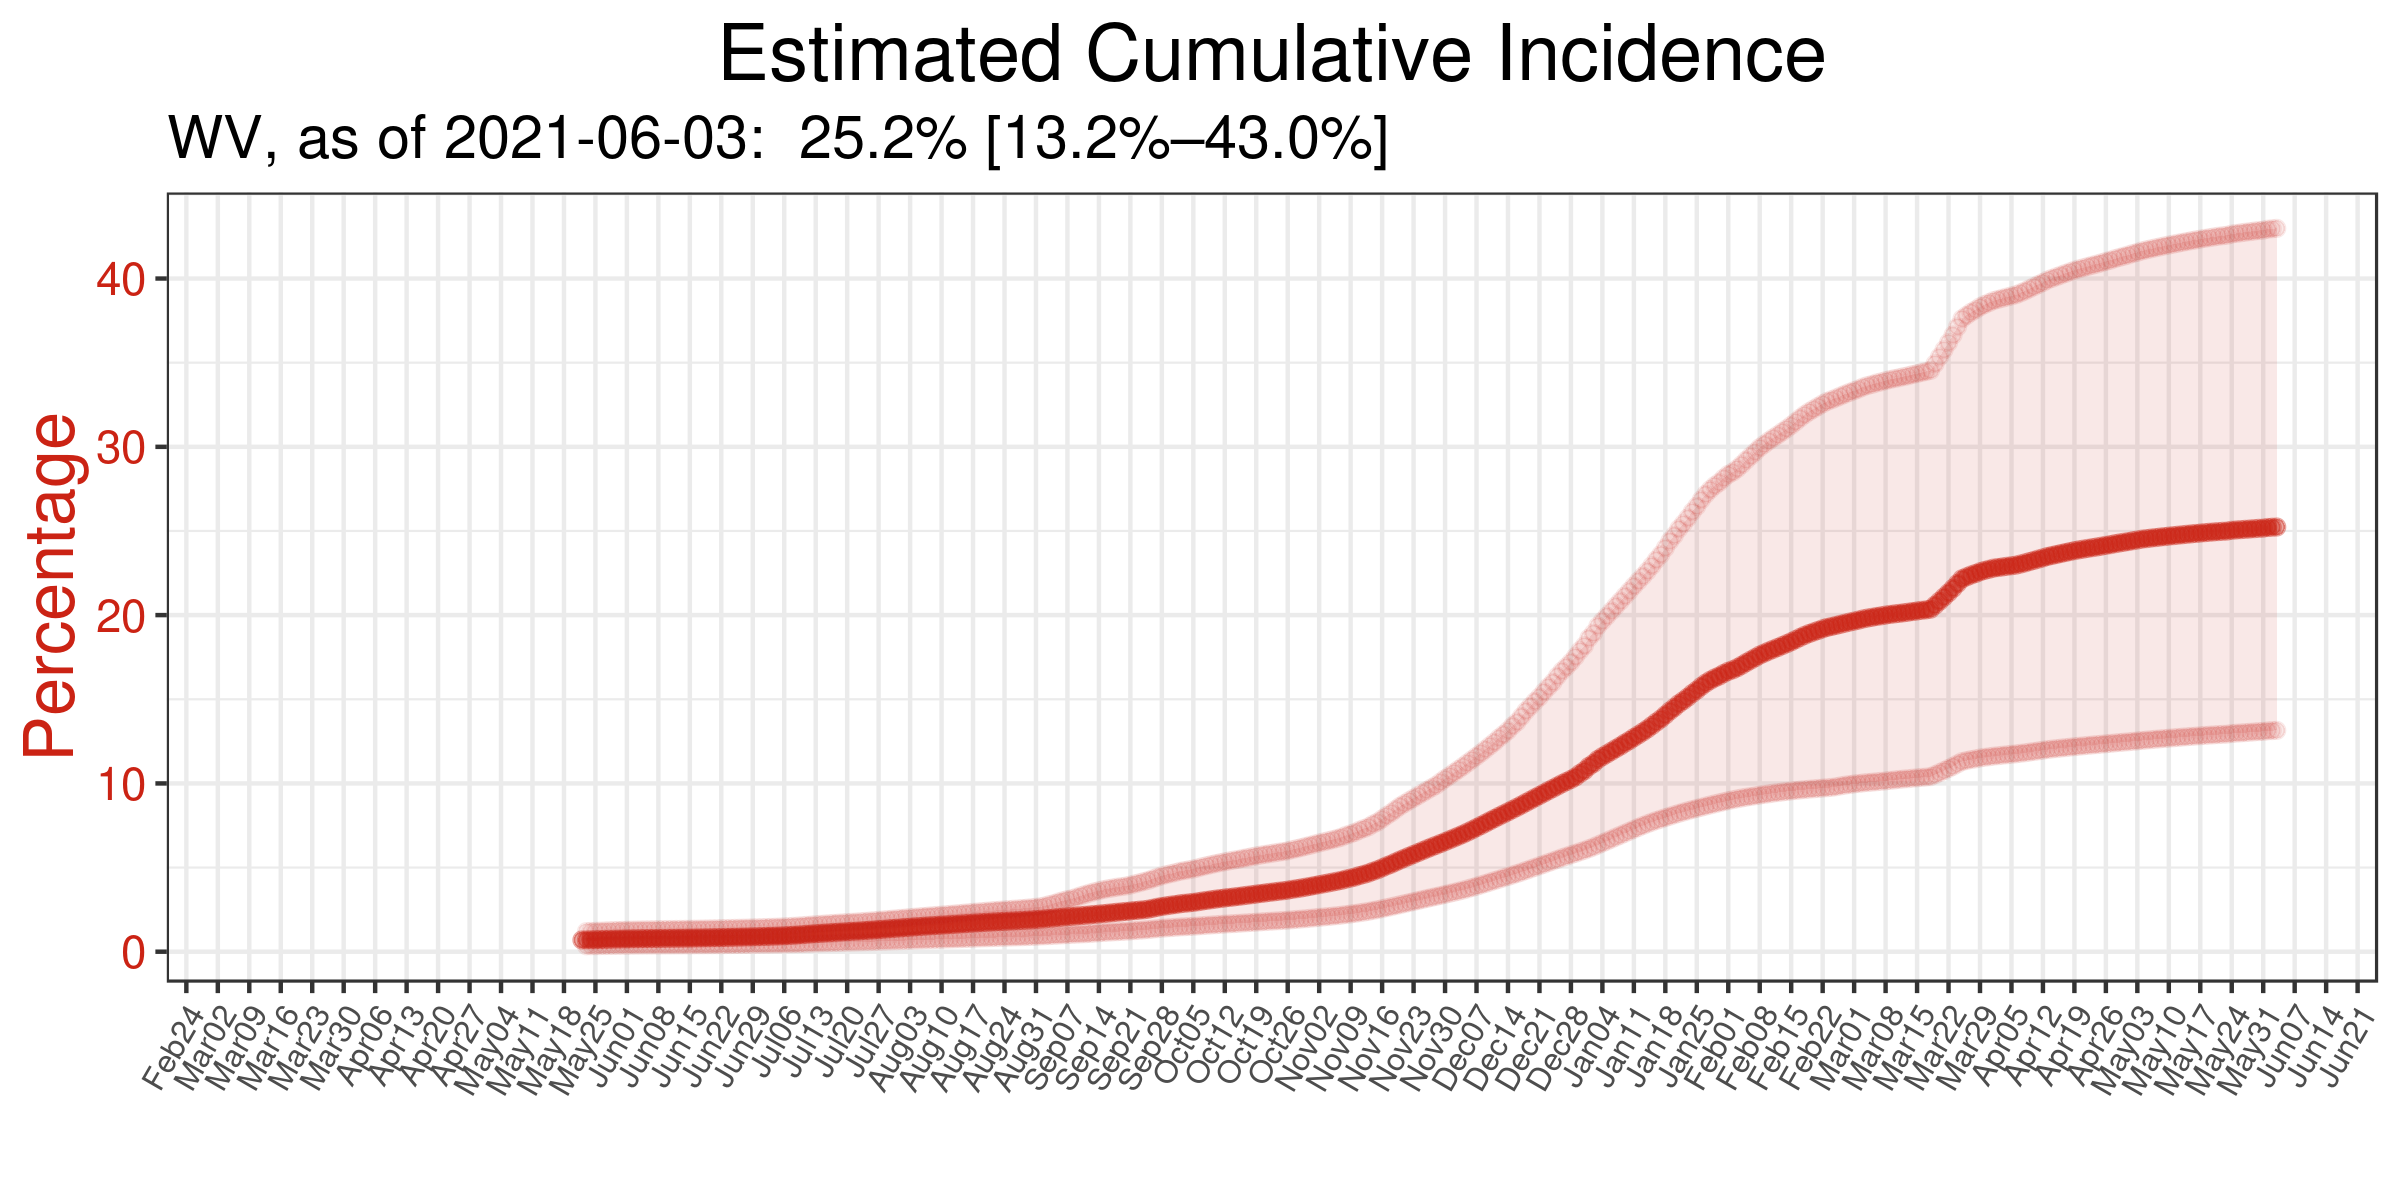 Estimated Cumulative Incidence
WV, as of 2021-06-03:  25.2% [13.2%–43.0%]
Percentage
40
30
20
10
0
Feb24
Mar02
Mar09
Mar16
Mar23
Mar30
Apr06
Apr13
Apr20
Apr27
May04
May11
May18
May25
Jun01
Jun08
Jun15
Jun22
Jun29
Jul06
Jul13
Jul20
Jul27
Aug03
Aug10
Aug17
Aug24
Aug31
Sep07
Sep14
Sep21
Sep28
Oct05
Oct12
Oct19
Oct26
Nov02
Nov09
Nov16
Nov23
Nov30
Dec07
Dec14
Dec21
Dec28
Jan04
Jan11
Jan18
Jan25
Feb01
Feb08
Feb15
Feb22
Mar01
Mar08
Mar15
Mar22
Mar29
Apr05
Apr12
Apr19
Apr26
May03
May10
May17
May24
May31
Jun07
Jun14
Jun21